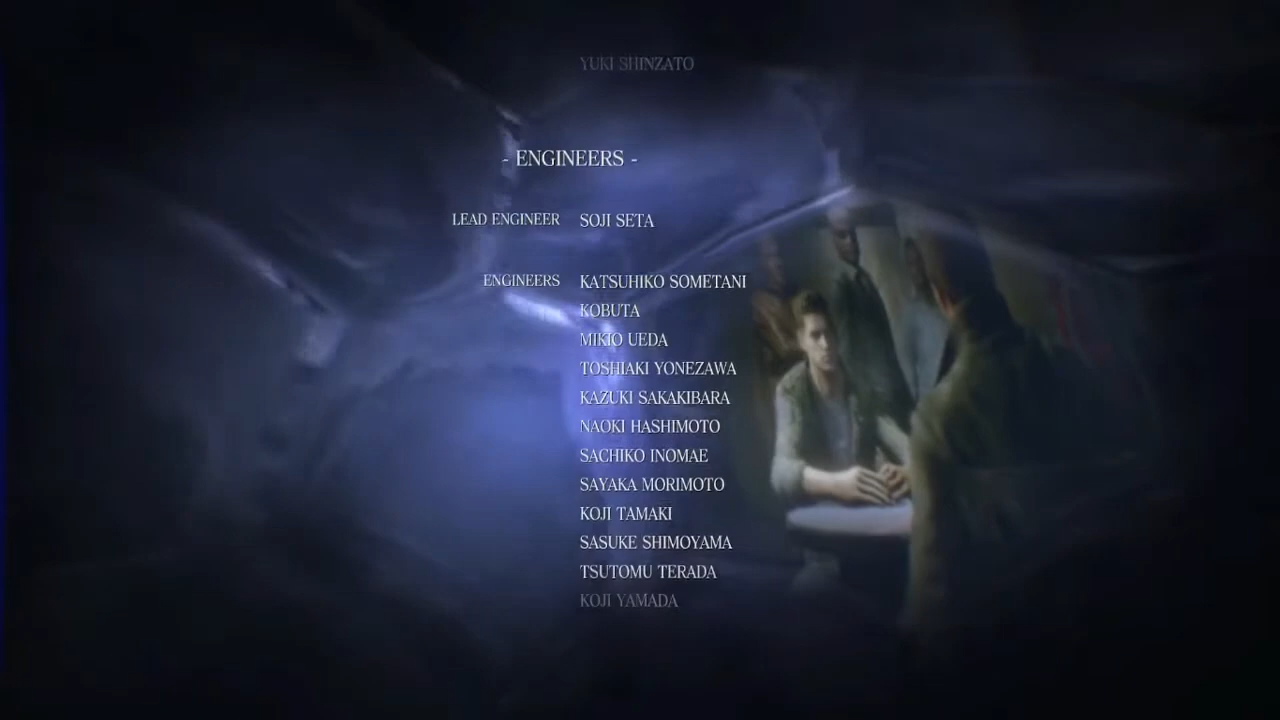 YUKI SHINZATO
- ENGINEERS -
LEAD ENGINEER SOJI SETA
ENGINEERS KATSUHIKO SOMETANI
KOBUTA
MIKIO UEDA
TOSHIAKI YONEZAWA
KAZUKI SAKAKIBARA
NAOKI HASHIMOTO
SACHIKO INOMAE
SAYAKA MORIMOTO
KOJI TAMAKI
SASUKE SHIMOYAMA
TSUTOMU TERADA
KOJI YAMADA